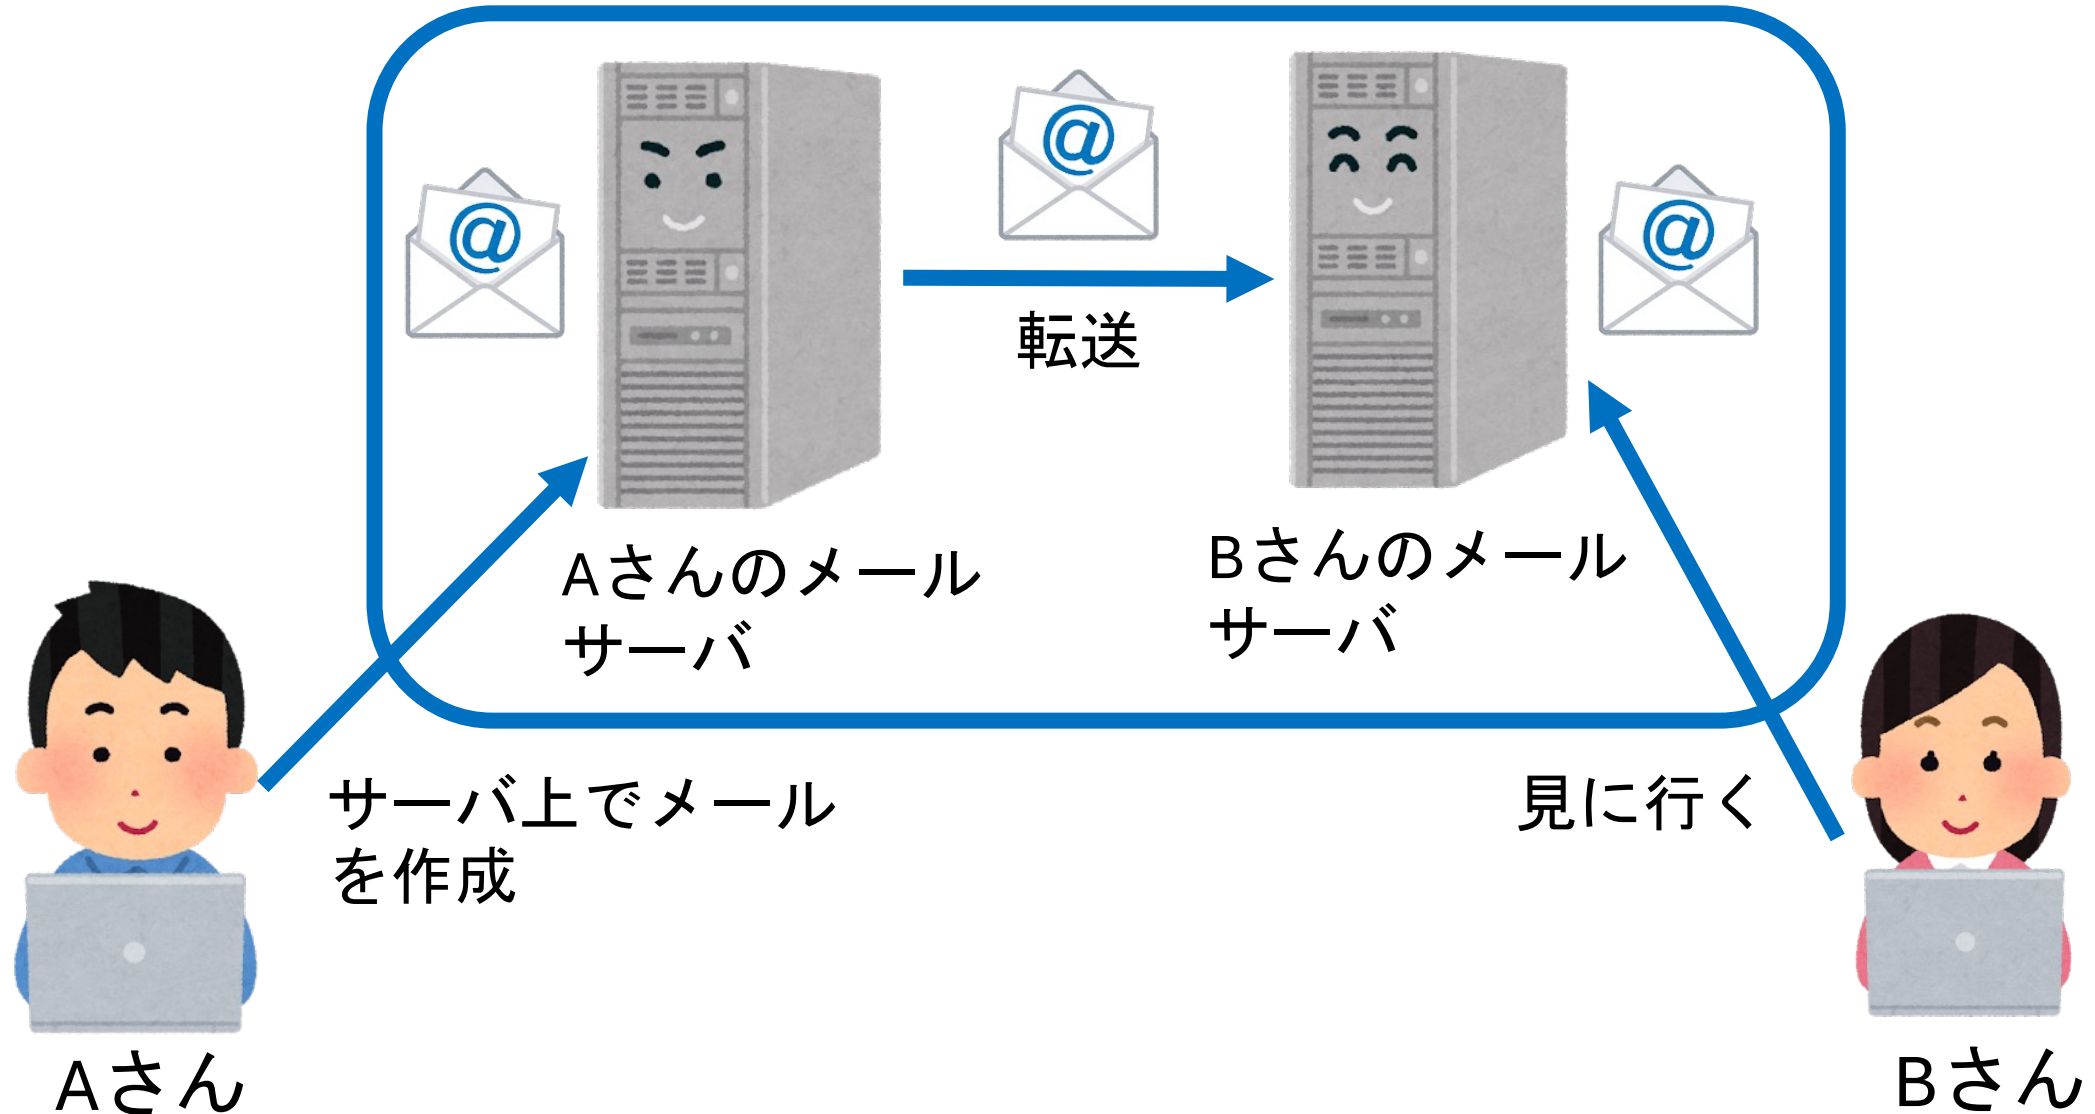 @
@
@
転送
Aさんのメール
サーバ
Bさんのメール
サーバ
サーバ上でメール
を作成
見に行く
Aさん
Bさん